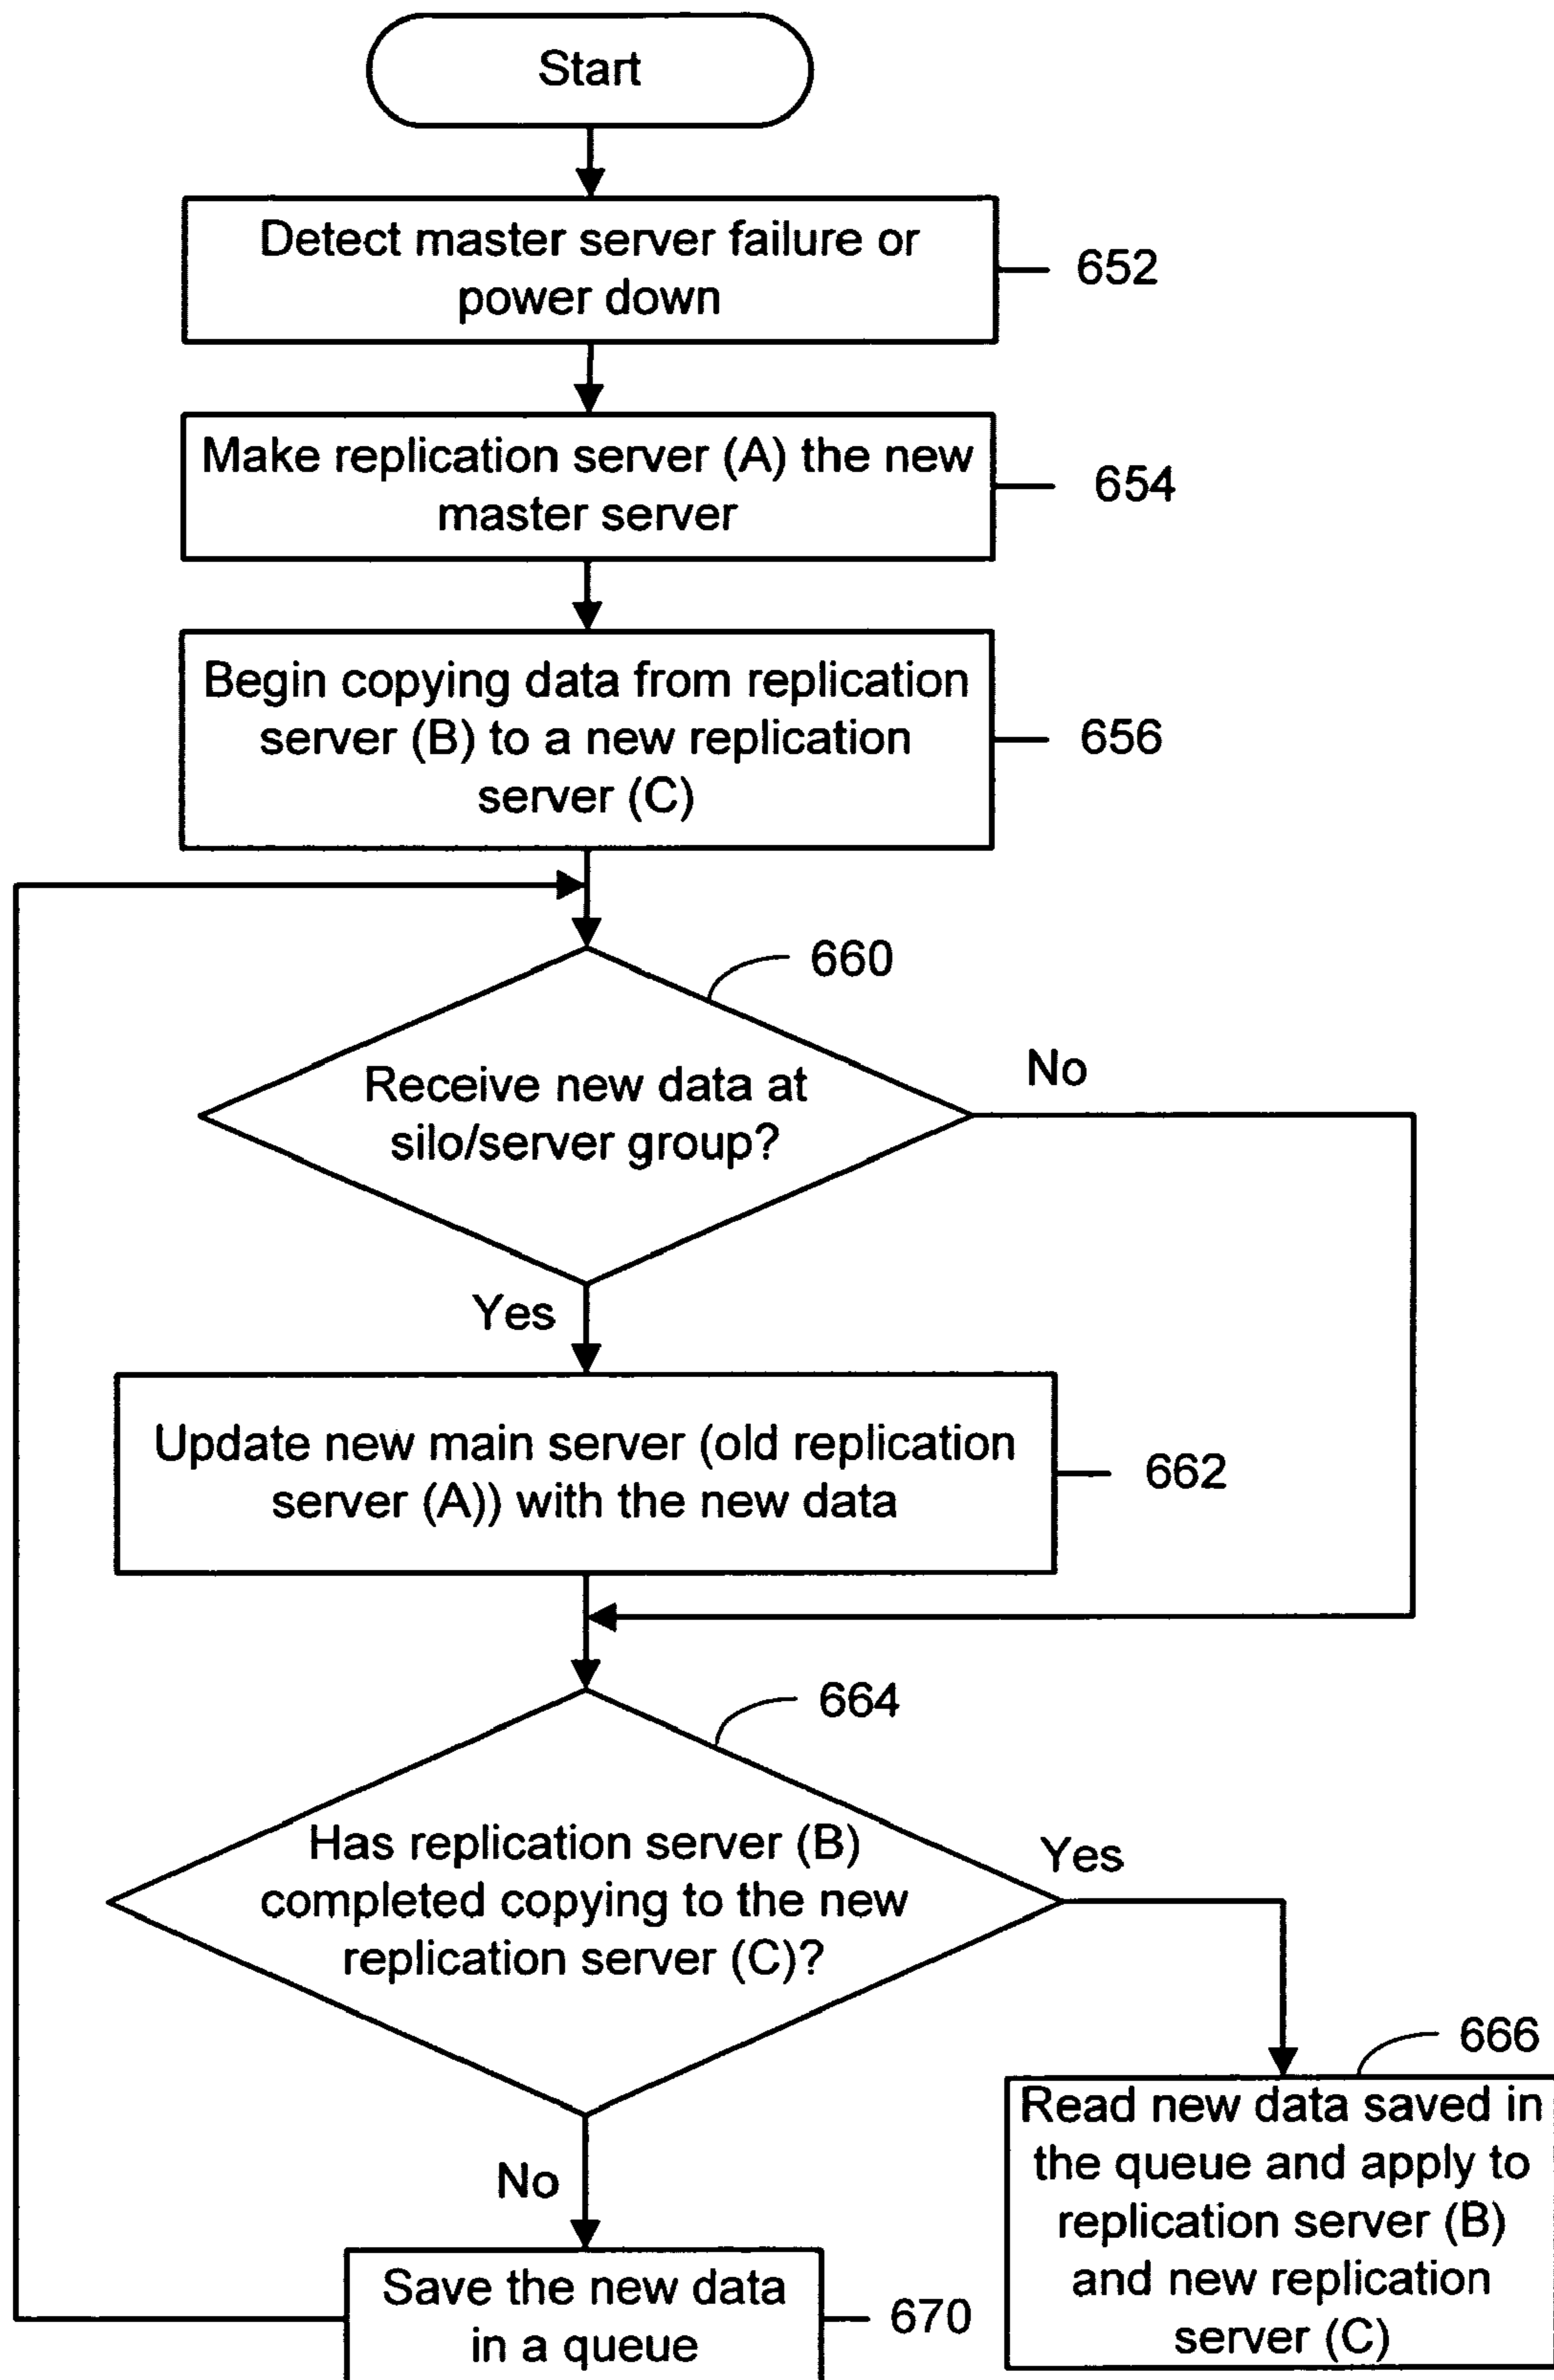 Start
Detect master server failure or
power down
652
Make replication server (A) the new
master server
654
Begin copying data from replication
server (B) to a new replication
server (C)
656
660
Receive new data at
silo/server group?
No
Yes
Update new main server (old replication
server (A)) with the new data
662
664
Has replication server (B)
completed copying to the new
replication server (C)?
Yes
666
Read new data saved in
the queue and apply to
replication server (B)
and new replication
server (C)
No
Save the new data
in a queue
670